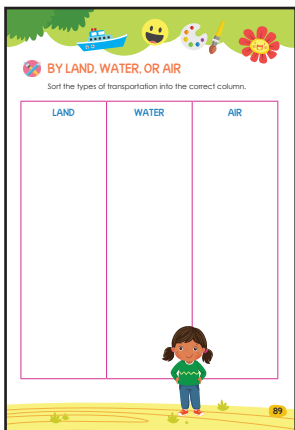 BY LAND, WATER, OR AIR
Sort the types of transportation into the correct column.
LAND WATER AIR
89